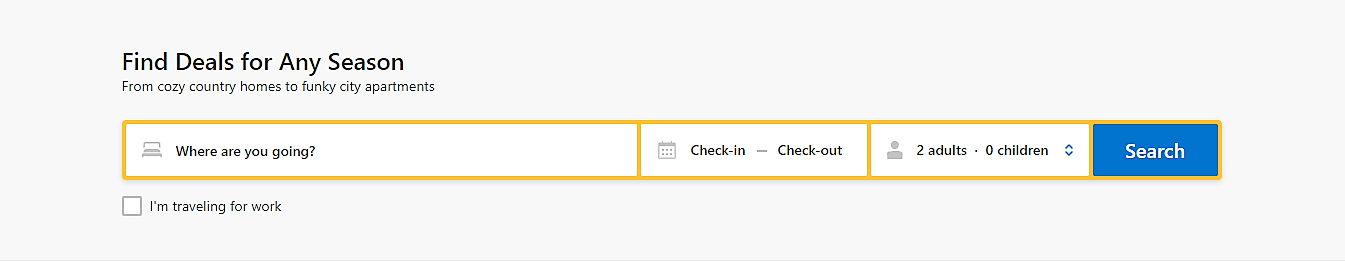 Find Deals for Any Season
From cozy country homes to funky city apartments
Where are you going? Check-in — Check-out 2 adults · 0 children Search
I'm traveling for work